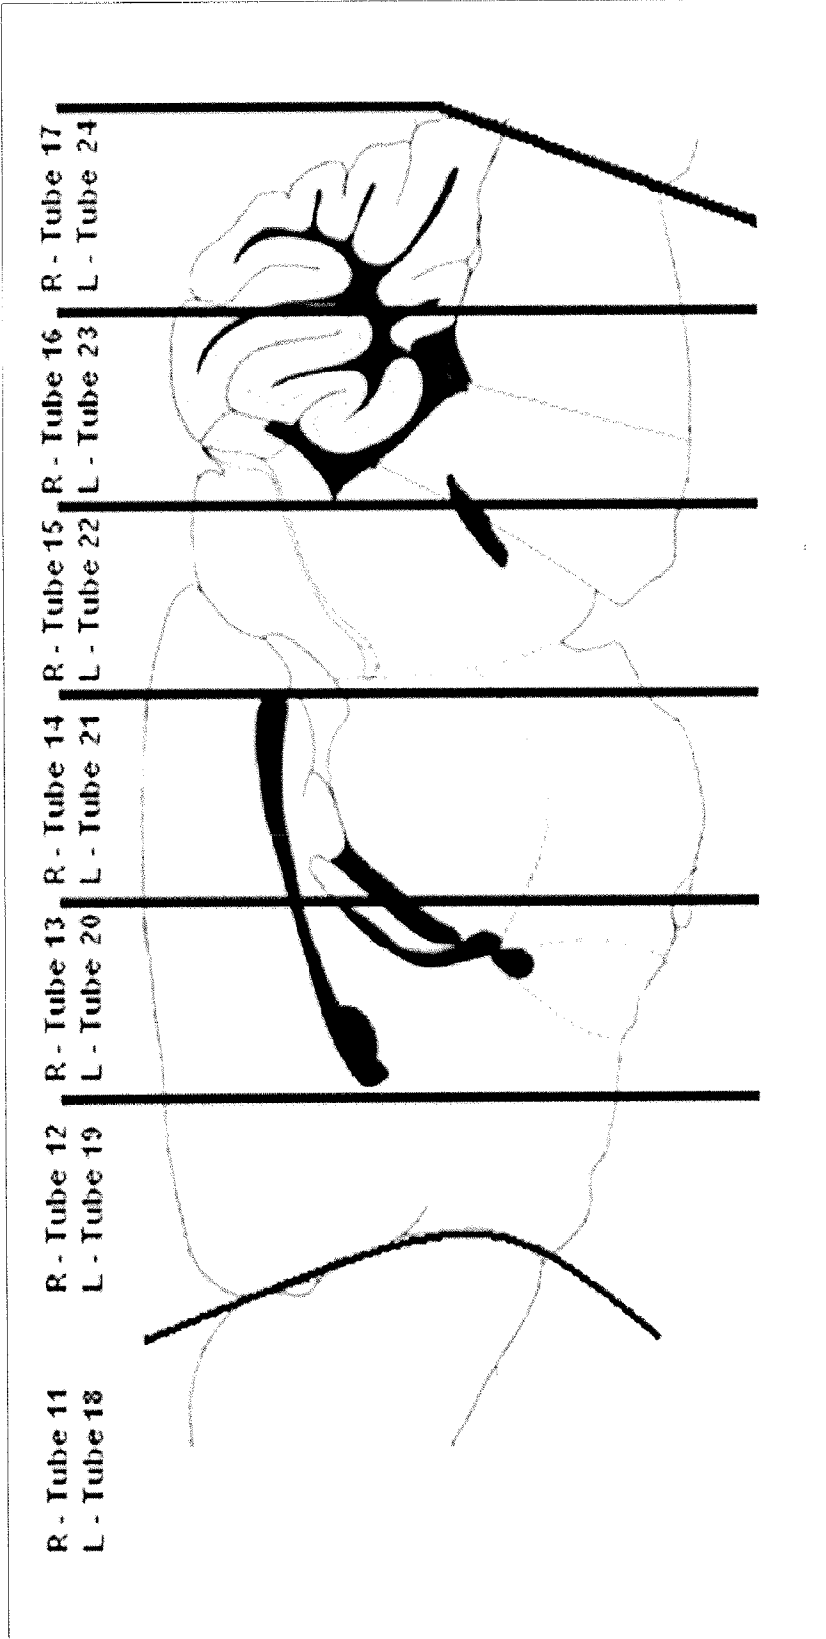 R - Tube 11
L - Tube 18
R - Tube 12
L - Tube 19
R - Tube 13
L - Tube 20
R - Tube 14
L - Tube 21
R - Tube 15
L - Tube 22
R - Tube 16
L - Tube 23
R - Tube 17
L - Tube 24